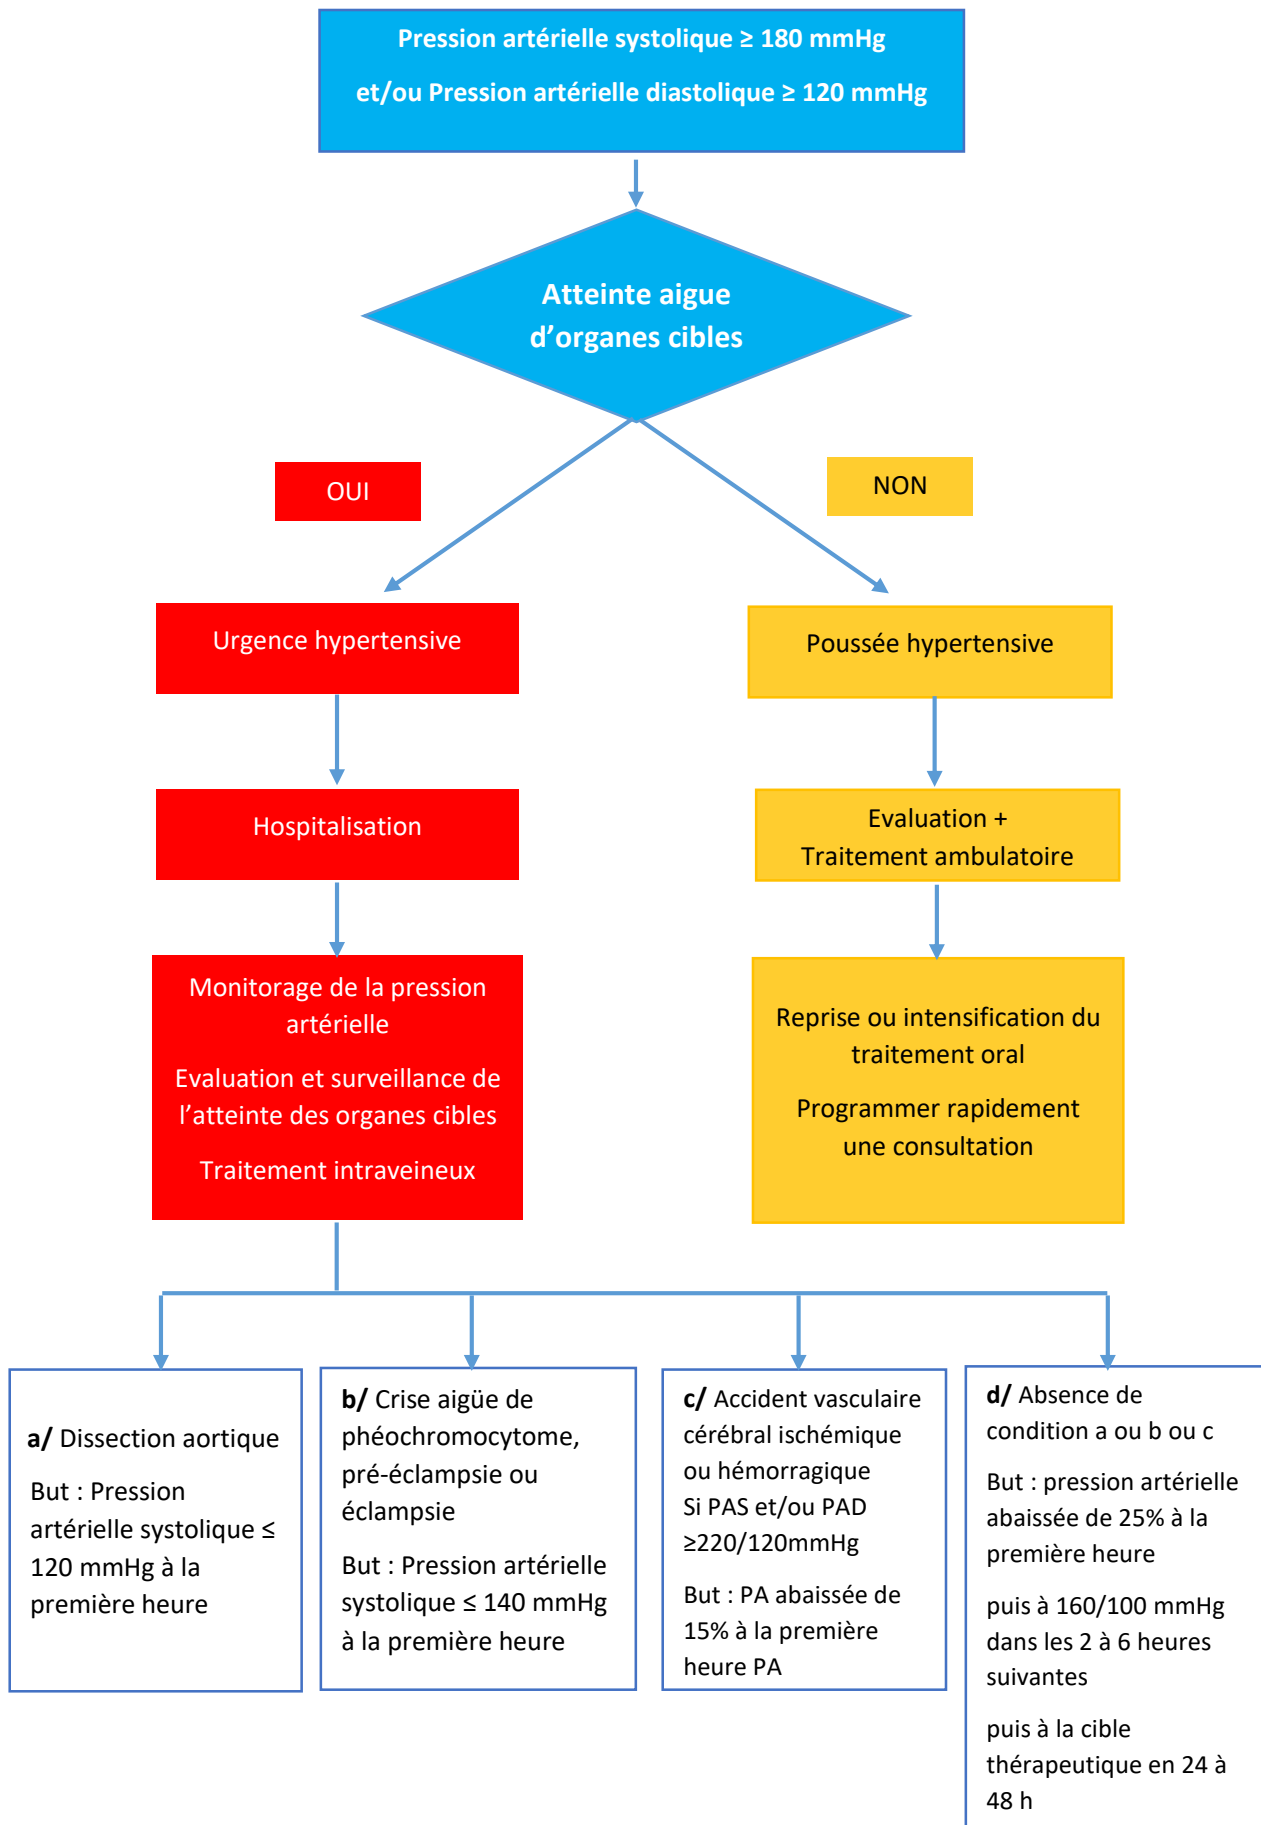 Pression artérielle systolique ≥ 180 mmHg
et/ou Pression artérielle diastolique ≥ 120 mmHg
Atteinte aigue
d’organes cibles
OUI
NON
Urgence hypertensive
Poussée hypertensive
Hospitalisation
Evaluation +
Traitement ambulatoire
Monitorage de la pression
artérielle
Evaluation et surveillance de
l’atteinte des organes cibles
Traitement intraveineux
Reprise ou intensification du
traitement oral
Programmer rapidement
une consultation
a/ Dissection aortique
But : Pression
artérielle systolique ≤
120 mmHg à la
première heure
b/ Crise aigüe de
phéochromocytome,
pré-éclampsie ou
éclampsie
But : Pression artérielle
systolique ≤ 140 mmHg
à la première heure
c/ Accident vasculaire
cérébral ischémique
ou hémorragique
Si PAS et/ou PAD
≥220/120mmHg
But : PA abaissée de
15% à la première
heure PA
d/ Absence de
condition a ou b ou c
But : pression artérielle
abaissée de 25% à la
première heure
puis à 160/100 mmHg
dans les 2 à 6 heures
suivantes
puis à la cible
thérapeutique en 24 à
48 h